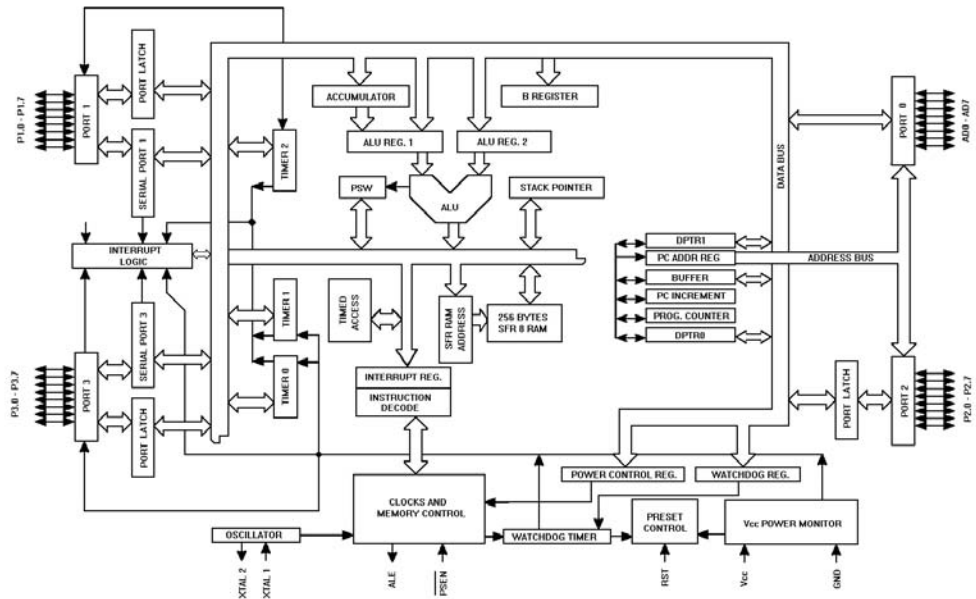 P1.0 - P1.7
PORT 1
PORT LATCH
SERIAL PORT 1
INTERRUPT
LOGIC
SERIAL PORT 3
PORT 3
P3.0 - P3.7
PORT LATCH
ACCUMULATOR
B REGISTER
ALU REG. 1
ALU REG. 2
TIMER 2
PSW
ALU
STACK POINTER
TIMER 1
TIMED
ACCESS
SFR RAM
ADDRESS
256 BYTES
SFR 8 RAM
TIMER 0
INTERRUPT REG.
INSTRUCTION
DECODE
DATA BUS
DPTR1
PC ADDR REG
BUFFER
PC INCREMENT
PROG. COUNTER
DPTR0
ADDRESS BUS
PORT 0
AD0 - AD7
PORT LATCH
PORT 2
P2.0 - P2.7
POWER CONTROL REG.
WATCHDOG REG.
CLOCKS AND
MEMORY CONTROL
OSCILLATOR
WATCHDOG TIMER
PRESET
CONTROL
Vcc POWER MONITOR
XTAL 2
XTAL 1
ALE
PSEN
RST
Vcc
GND